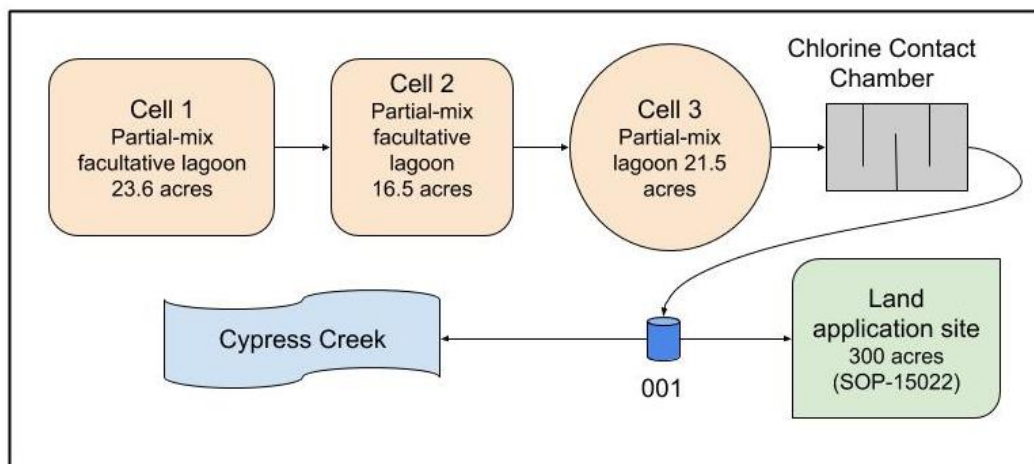 Cell 1
Partial-mix
facultative lagoon
23.6 acres
Cell 2
Partial-mix
facultative
lagoon
16.5 acres
Cell 3
Partial-mix
lagoon 21.5
acres
Chlorine Contact
Chamber
Cypress Creek
001
Land
application site
300 acres
(SOP-15022)